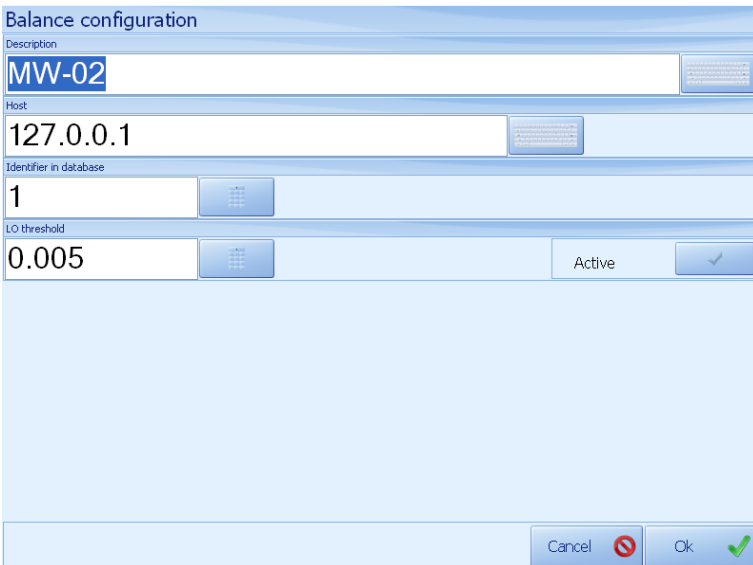 Balance configuration
Description
MW-02
Host
127.0.0.1
Identifier in database
1
LO threshold
0.005
Active
Cancel
Ok